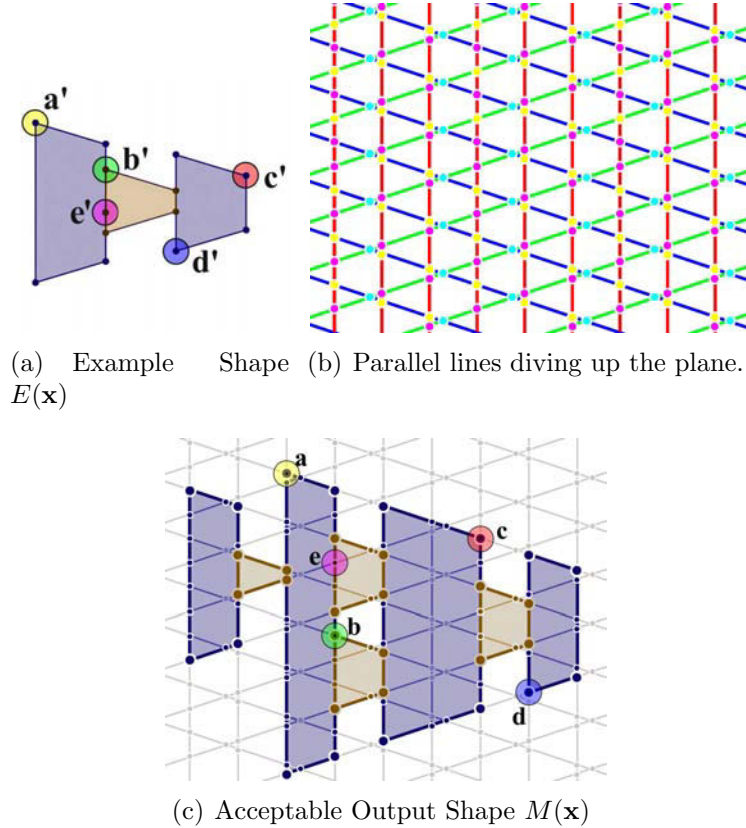 a'
b'
c'
e'
d'
(a) Example Shape
E(x)
(b) Parallel lines diving up the plane.
a
c
e
b
d
(c) Acceptable Output Shape M(x)